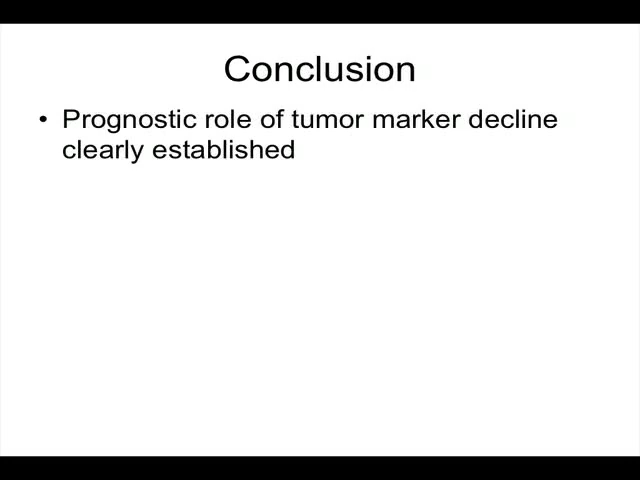 Conclusion
• Prognostic role of tumor marker decline
clearly established